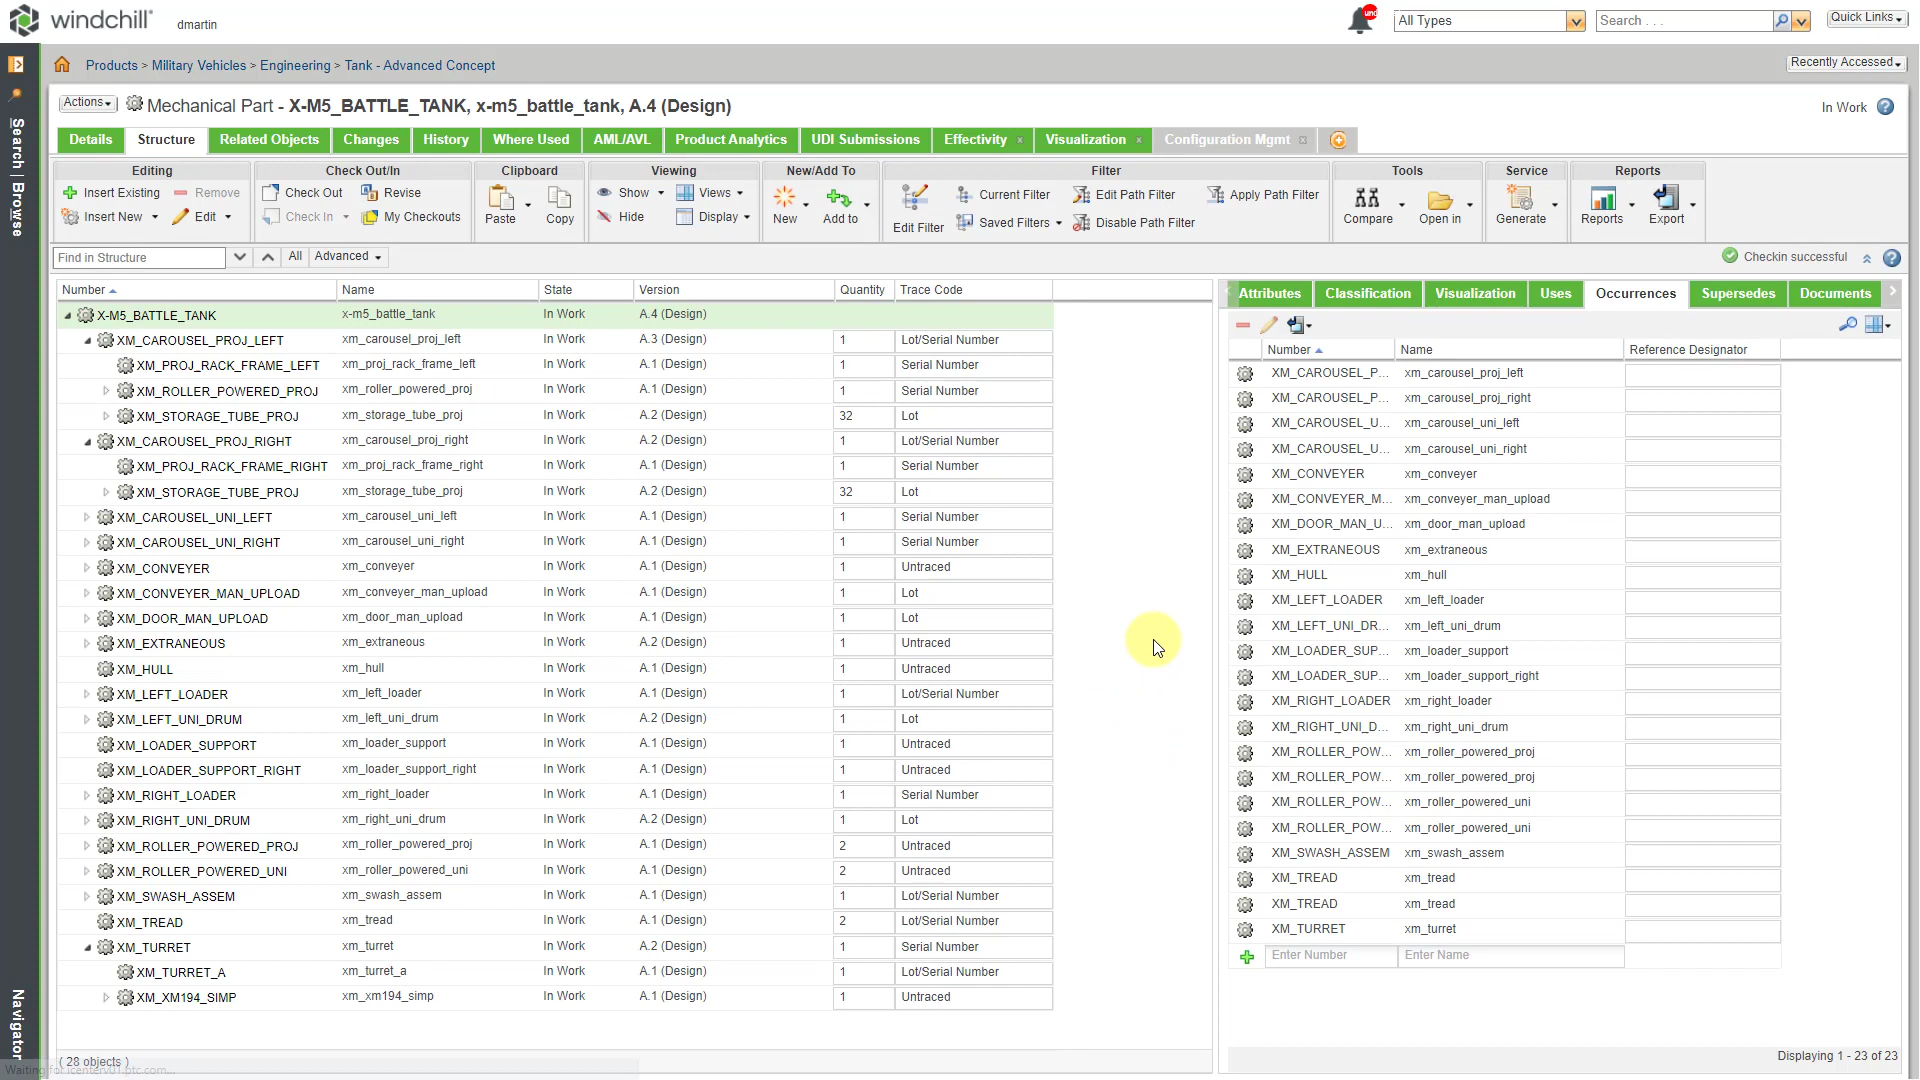 windchill
dmartin
und
All Types
Search . . .
Quick Links
Products > Military Vehicles > Engineering > Tank - Advanced Concept
Recently Accessed
Actions
Mechanical Part - X-M5_BATTLE_TANK, x-m5_battle_tank, A.4 (Design)
In Work
Details Structure Related Objects Changes History Where Used AML/AVL Product Analytics UDI Submissions Effectivity Visualization Configuration Mgmt
Editing Check Out/In Clipboard Viewing New/Add To Filter Tools Service Reports
Insert Existing Remove Check Out Revise Show Views Current Filter Edit Path Filter Apply Path Filter
Insert New Edit Check In My Checkouts Paste Copy Hide Display New Add to Edit Filter Saved Filters Disable Path Filter Compare Open in Generate Reports Export
Find in Structure All Advanced
Checkin successful
Search | Browse
Navigator
Number Name State Version Quantity Trace Code
X-M5_BATTLE_TANK x-m5_battle_tank In Work A.4 (Design)
XM_CAROUSEL_PROJ_LEFT xm_carousel_proj_left In Work A.3 (Design) 1 Lot/Serial Number
XM_PROJ_RACK_FRAME_LEFT xm_proj_rack_frame_left In Work A.1 (Design) 1 Serial Number
XM_ROLLER_POWERED_PROJ xm_roller_powered_proj In Work A.1 (Design) 1 Serial Number
XM_STORAGE_TUBE_PROJ xm_storage_tube_proj In Work A.2 (Design) 32 Lot
XM_CAROUSEL_PROJ_RIGHT xm_carousel_proj_right In Work A.2 (Design) 1 Lot/Serial Number
XM_PROJ_RACK_FRAME_RIGHT xm_proj_rack_frame_right In Work A.1 (Design) 1 Serial Number
XM_STORAGE_TUBE_PROJ xm_storage_tube_proj In Work A.2 (Design) 32 Lot
XM_CAROUSEL_UNI_LEFT xm_carousel_uni_left In Work A.1 (Design) 1 Serial Number
XM_CAROUSEL_UNI_RIGHT xm_carousel_uni_right In Work A.1 (Design) 1 Serial Number
XM_CONVEYER xm_conveyer In Work A.1 (Design) 1 Untraced
XM_CONVEYER_MAN_UPLOAD xm_conveyer_man_upload In Work A.1 (Design) 1 Lot
XM_DOOR_MAN_UPLOAD xm_door_man_upload In Work A.1 (Design) 1 Lot
XM_EXTRANEOUS xm_extraneous In Work A.2 (Design) 1 Untraced
XM_HULL xm_hull In Work A.1 (Design) 1 Untraced
XM_LEFT_LOADER xm_left_loader In Work A.1 (Design) 1 Lot/Serial Number
XM_LEFT_UNI_DRUM xm_left_uni_drum In Work A.2 (Design) 1 Lot
XM_LOADER_SUPPORT xm_loader_support In Work A.1 (Design) 1 Untraced
XM_LOADER_SUPPORT_RIGHT xm_loader_support_right In Work A.1 (Design) 1 Untraced
XM_RIGHT_LOADER xm_right_loader In Work A.1 (Design) 1 Serial Number
XM_RIGHT_UNI_DRUM xm_right_uni_drum In Work A.2 (Design) 1 Lot
XM_ROLLER_POWERED_PROJ xm_roller_powered_proj In Work A.1 (Design) 2 Untraced
XM_ROLLER_POWERED_UNI xm_roller_powered_uni In Work A.1 (Design) 2 Untraced
XM_SWASH_ASSEM xm_swash_assem In Work A.1 (Design) 1 Lot/Serial Number
XM_TREAD xm_tread In Work A.1 (Design) 2 Lot/Serial Number
XM_TURRET xm_turret In Work A.2 (Design) 1 Serial Number
XM_TURRET_A xm_turret_a In Work A.1 (Design) 1 Lot/Serial Number
XM_XM194_SIMP xm_xm194_simp In Work A.1 (Design) 1 Untraced
( 28 objects )
Waiting for icenterv01.ptc.com...
Attributes Classification Visualization Uses Occurrences Supersedes Documents
Number Name Reference Designator
XM_CAROUSEL_P... xm_carousel_proj_left
XM_CAROUSEL_P... xm_carousel_proj_right
XM_CAROUSEL_U... xm_carousel_uni_left
XM_CAROUSEL_U... xm_carousel_uni_right
XM_CONVEYER xm_conveyer
XM_CONVEYER_M... xm_conveyer_man_upload
XM_DOOR_MAN_U... xm_door_man_upload
XM_EXTRANEOUS xm_extraneous
XM_HULL xm_hull
XM_LEFT_LOADER xm_left_loader
XM_LEFT_UNI_DR... xm_left_uni_drum
XM_LOADER_SUP... xm_loader_support
XM_LOADER_SUP... xm_loader_support_right
XM_RIGHT_LOADER xm_right_loader
XM_RIGHT_UNI_D... xm_right_uni_drum
XM_ROLLER_POW... xm_roller_powered_proj
XM_ROLLER_POW... xm_roller_powered_proj
XM_ROLLER_POW... xm_roller_powered_uni
XM_ROLLER_POW... xm_roller_powered_uni
XM_SWASH_ASSEM xm_swash_assem
XM_TREAD xm_tread
XM_TREAD xm_tread
XM_TURRET xm_turret
Enter Number Enter Name
Displaying 1 - 23 of 23